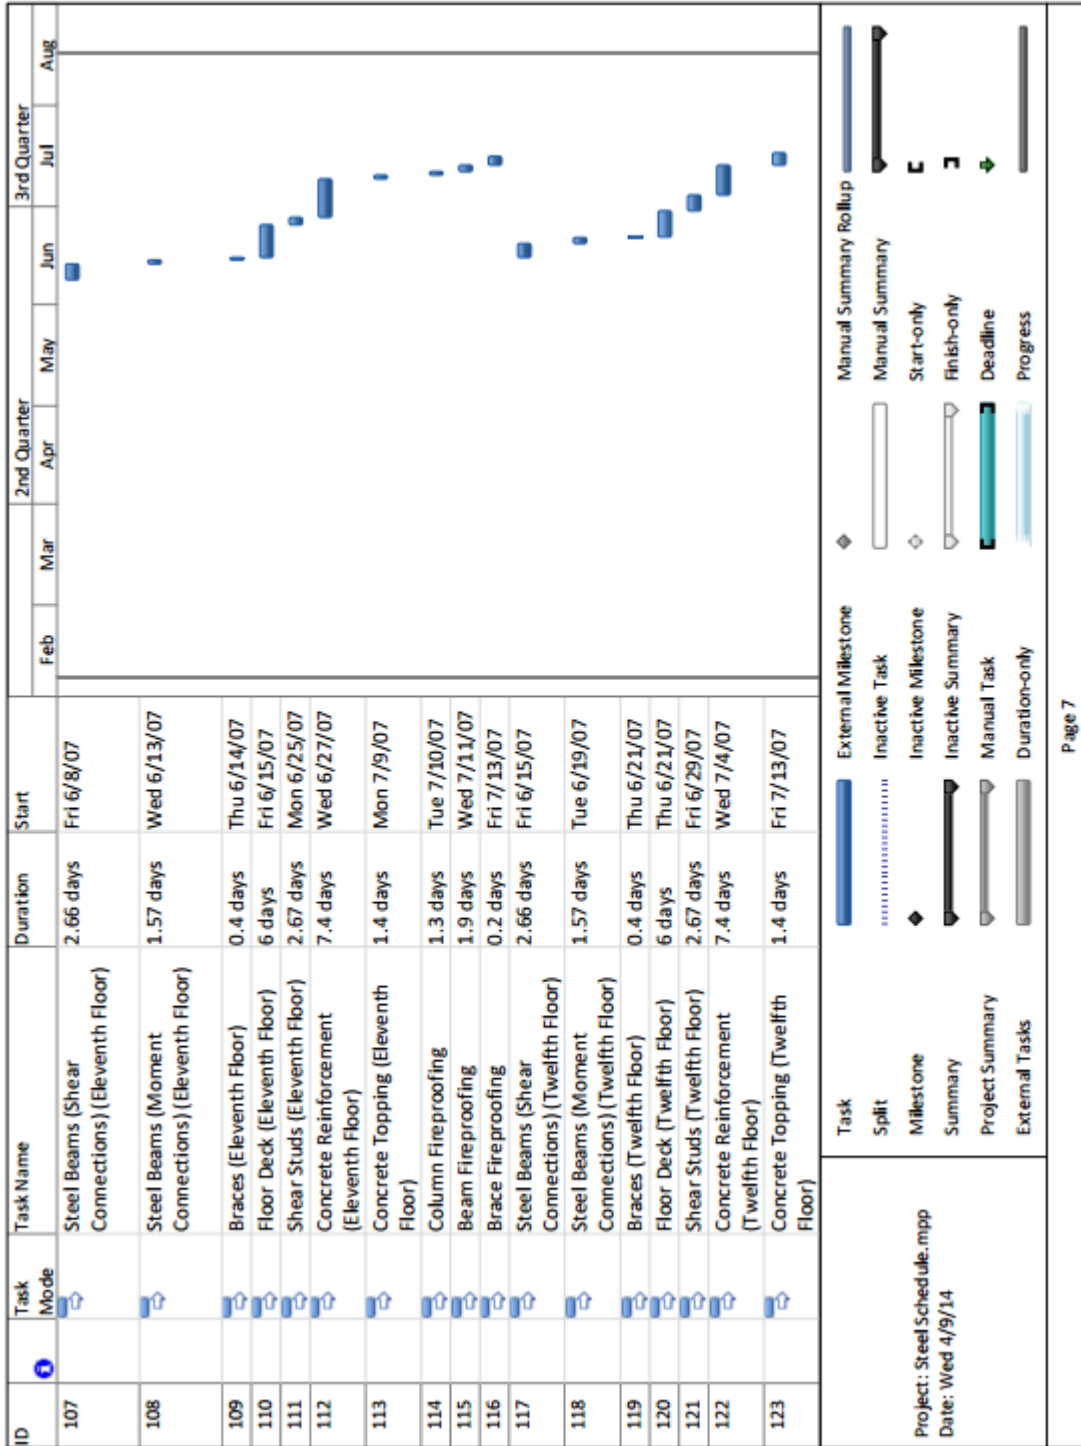 ID Task Mode Task Name Duration Start 2nd Quarter 3rd Quarter
Feb Mar Apr May Jun Jul Aug
107 Steel Beams (Shear 2.66 days Fri 6/8/07
Connections) (Eleventh Floor)
108 Steel Beams (Moment 1.57 days Wed 6/13/07
Connections) (Eleventh Floor)
109 Braces (Eleventh Floor) 0.4 days Thu 6/14/07
110 Floor Deck (Eleventh Floor) 6 days Fri 6/15/07
111 Shear Studs (Eleventh Floor) 2.67 days Mon 6/25/07
112 Concrete Reinforcement 7.4 days Wed 6/27/07
(Eleventh Floor)
113 Concrete Topping (Eleventh 1.4 days Mon 7/9/07
Floor)
114 Column Fireproofing 1.3 days Tue 7/10/07
115 Beam Fireproofing 1.9 days Wed 7/11/07
116 Brace Fireproofing 0.2 days Fri 7/13/07
117 Steel Beams (Shear 2.66 days Fri 6/15/07
Connections) (Twelfth Floor)
118 Steel Beams (Moment 1.57 days Tue 6/19/07
Connections) (Twelfth Floor)
119 Braces (Twelfth Floor) 0.4 days Thu 6/21/07
120 Floor Deck (Twelfth Floor) 6 days Thu 6/21/07
121 Shear Studs (Twelfth Floor) 2.67 days Fri 6/29/07
122 Concrete Reinforcement 7.4 days Wed 7/4/07
(Twelfth Floor)
123 Concrete Topping (Twelfth 1.4 days Fri 7/13/07
Floor)
Project: Steel Schedule.mpp
Date: Wed 4/9/14
Task External Milestone Manual Summary Rollup
Split Inactive Task Manual Summary
Milestone Inactive Milestone Start-only
Summary Inactive Summary Finish-only
Project Summary Manual Task Deadline
External Tasks Duration-only Progress
Page 7